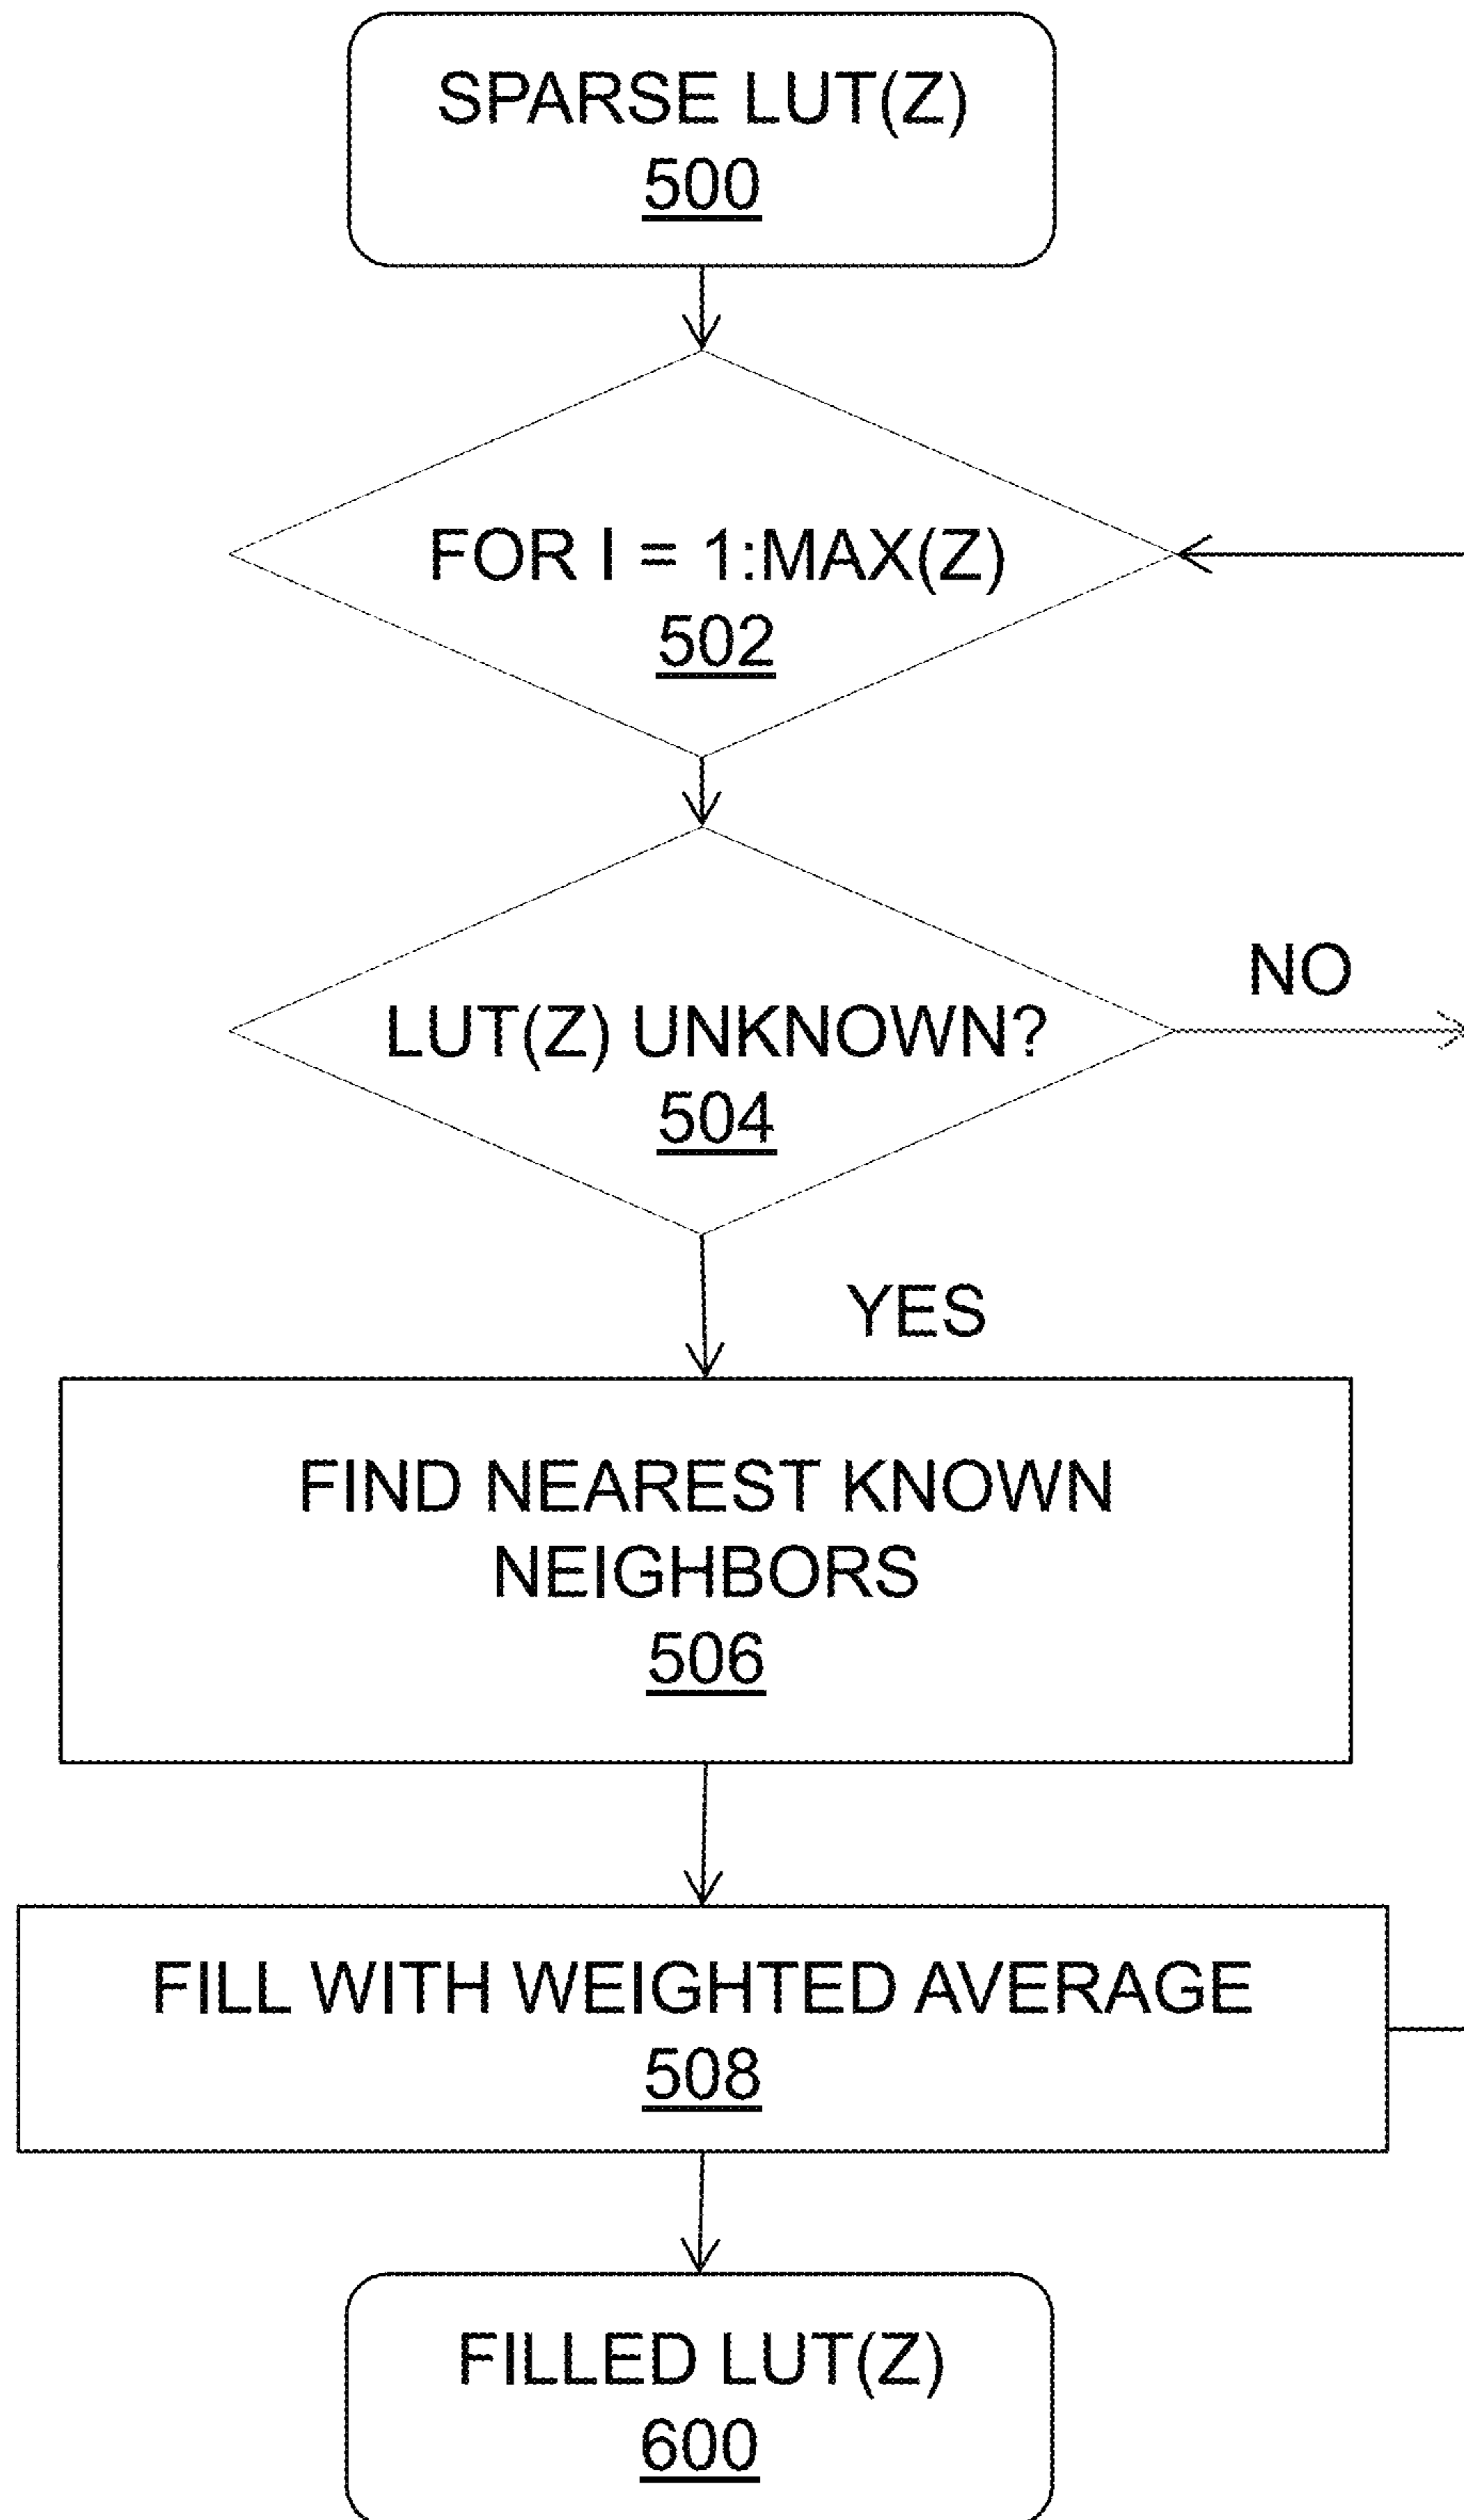 SPARSE LUT(Z)
500
FOR I = 1:MAX(Z)
502
LUT(Z) UNKNOWN?
504
NO
YES
FIND NEAREST KNOWN
NEIGHBORS
506
FILL WITH WEIGHTED AVERAGE
508
FILLED LUT(Z)
600